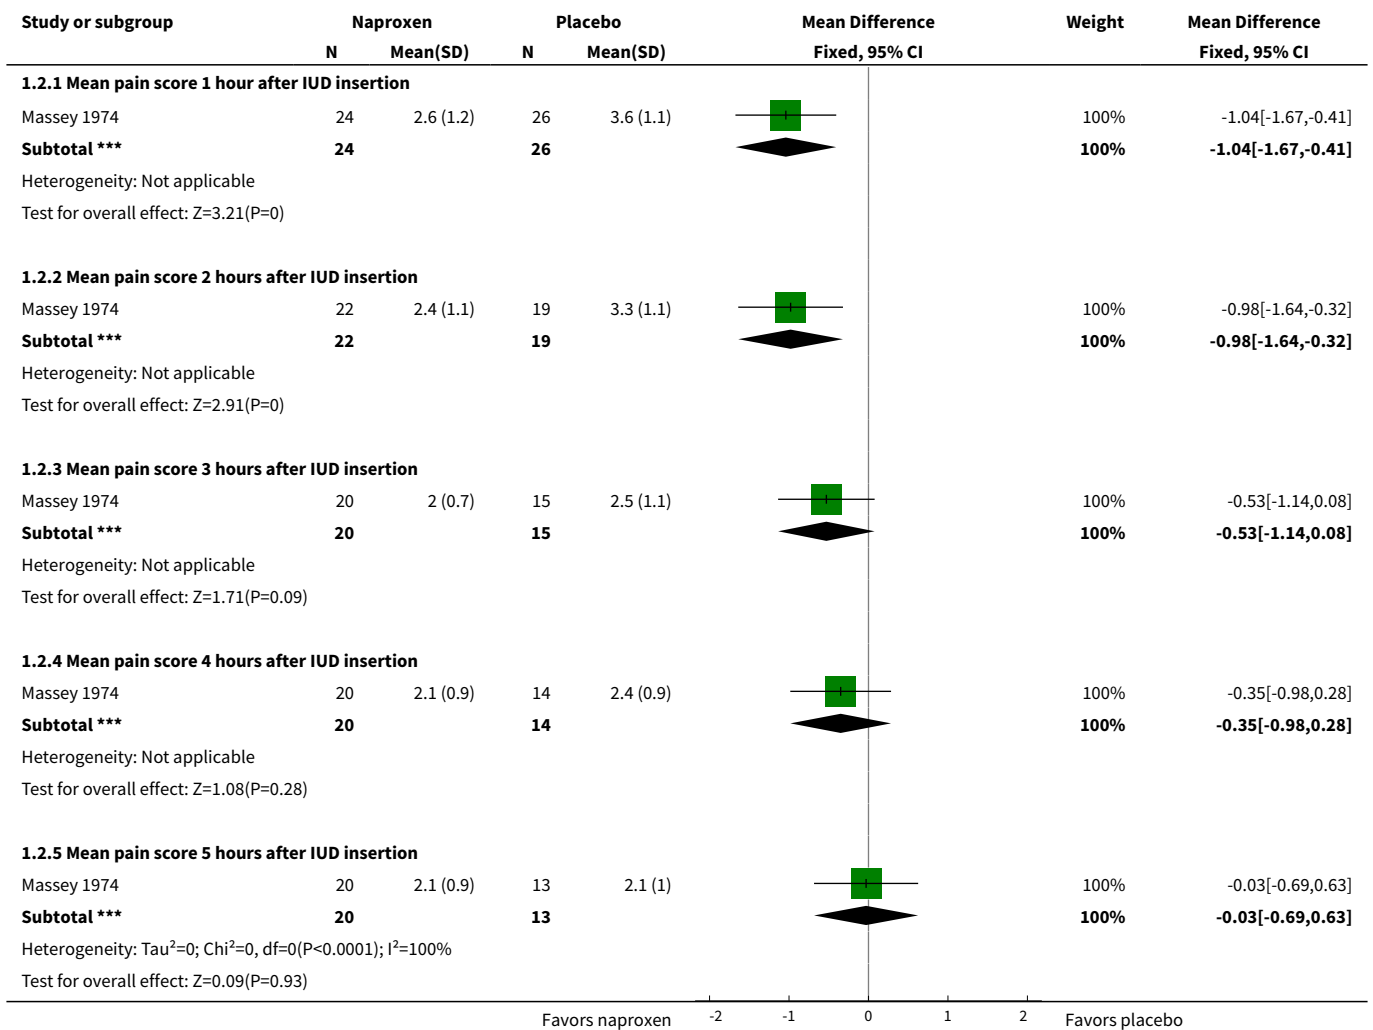 Study or subgroup Naproxen Placebo Mean Difference Weight Mean Difference
N Mean(SD) N Mean(SD) Fixed, 95% CI Fixed, 95% CI
1.2.1 Mean pain score 1 hour after IUD insertion
Massey 1974 24 2.6 (1.2) 26 3.6 (1.1) 100% -1.04[-1.67,-0.41]
Subtotal *** 24 26 100% -1.04[-1.67,-0.41]
Heterogeneity: Not applicable
Test for overall effect: Z=3.21(P=0)
1.2.2 Mean pain score 2 hours after IUD insertion
Massey 1974 22 2.4 (1.1) 19 3.3 (1.1) 100% -0.98[-1.64,-0.32]
Subtotal *** 22 19 100% -0.98[-1.64,-0.32]
Heterogeneity: Not applicable
Test for overall effect: Z=2.91(P=0)
1.2.3 Mean pain score 3 hours after IUD insertion
Massey 1974 20 2 (0.7) 15 2.5 (1.1) 100% -0.53[-1.14,0.08]
Subtotal *** 20 15 100% -0.53[-1.14,0.08]
Heterogeneity: Not applicable
Test for overall effect: Z=1.71(P=0.09)
1.2.4 Mean pain score 4 hours after IUD insertion
Massey 1974 20 2.1 (0.9) 14 2.4 (0.9) 100% -0.35[-0.98,0.28]
Subtotal *** 20 14 100% -0.35[-0.98,0.28]
Heterogeneity: Not applicable
Test for overall effect: Z=1.08(P=0.28)
1.2.5 Mean pain score 5 hours after IUD insertion
Massey 1974 20 2.1 (0.9) 13 2.1 (1) 100% -0.03[-0.69,0.63]
Subtotal *** 20 13 100% -0.03[-0.69,0.63]
Heterogeneity: Tau²=0; Chi²=0, df=0(P<0.0001); I²=100%
Test for overall effect: Z=0.09(P=0.93)
Favors naproxen -2 -1 0 1 2 Favors placebo